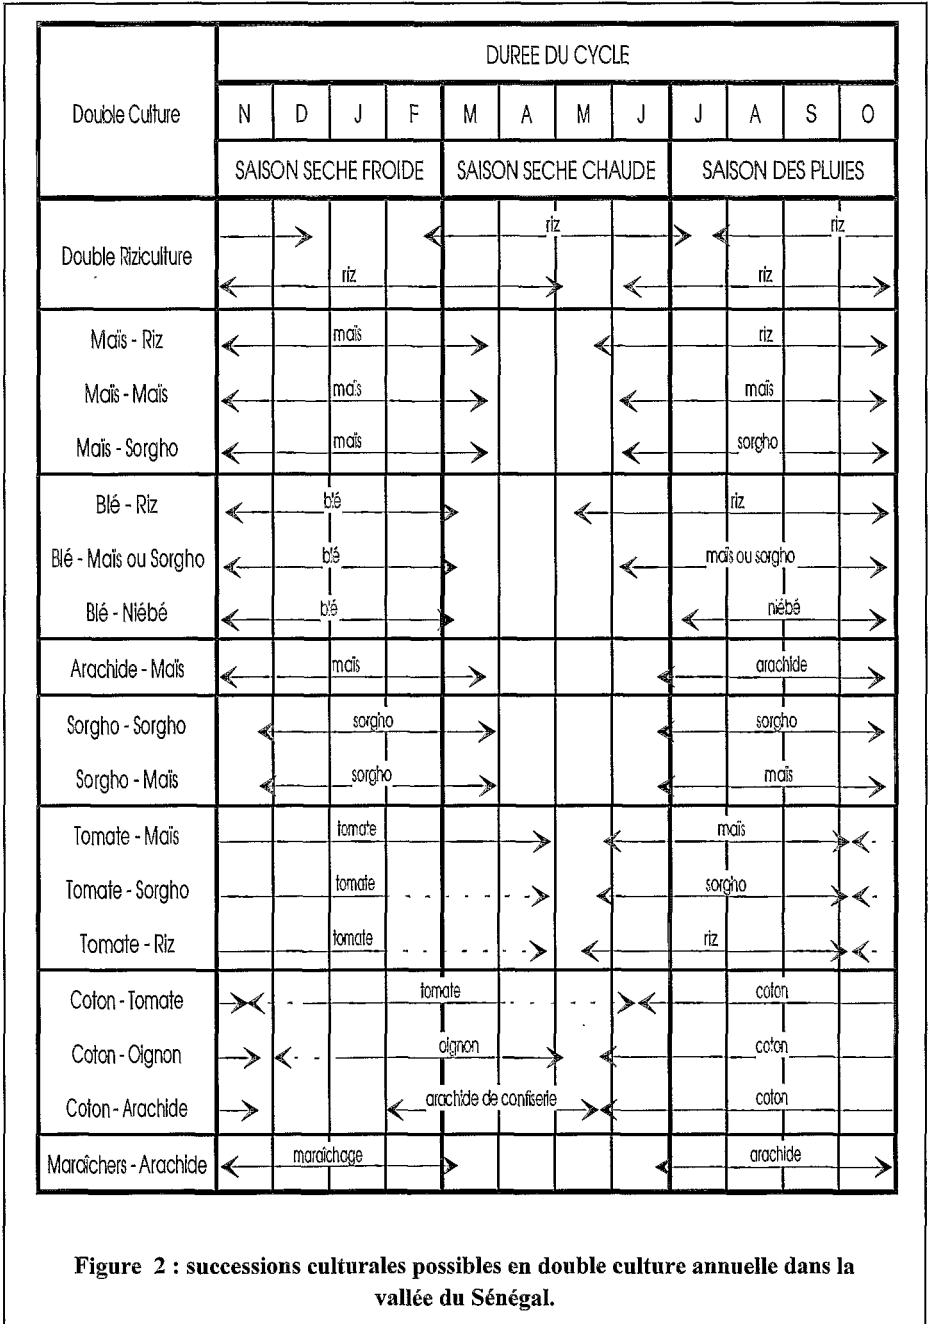 DUREE DU CYCLE
Double Culture
N D J F M A M J J A S O
SAISON SECHE FROIDE SAISON SECHE CHAUDE SAISON DES PLUIES
riz riz
Double Riziculture
riz riz
Maïs - Riz maïs riz
Maïs - Maïs maïs maïs
Maïs - Sorgho maïs sorgho
Blé - Riz blé riz
Blé - Maïs ou Sorgho blé maïs ou sorgho
Blé - Niébé blé niébé
Arachide - Maïs maïs arachide
Sorgho - Sorgho sorgho sorgho
Sorgho - Maïs sorgho maïs
Tomate - Maïs tomate maïs
Tomate - Sorgho tomate sorgho
Tomate - Riz tomate riz
Coton - Tomate tomate coton
Coton - Oignon oignon coton
Coton - Arachide arachide de confiserie coton
Maraîchers - Arachide maraîchage arachide
Figure 2 : successions culturales possibles en double culture annuelle dans la
vallée du Sénégal.